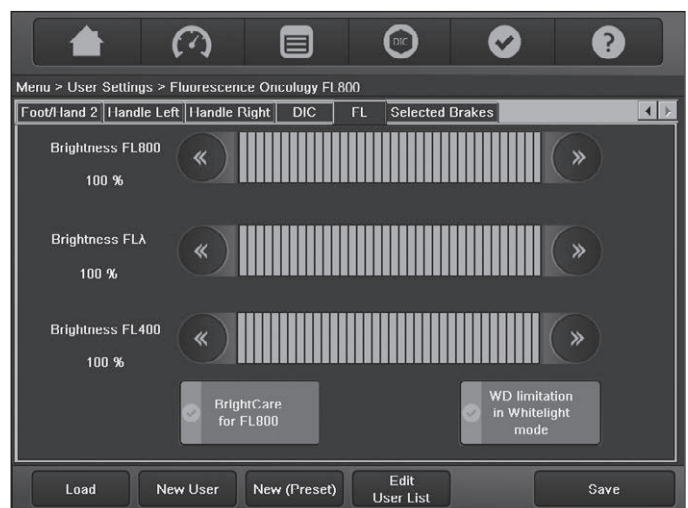 DIC
?
Menu > User Settings > Fluorescence Oncology FL800
Foot/Hand 2 Handle Left Handle Right DIC FL Selected Brakes
Brightness FL800
100 %
Brightness FLλ
100 %
Brightness FL400
100 %
BrightCare
for FL800
WD limitation
in Whitelight
mode
Load New User New (Preset) Edit
User List Save